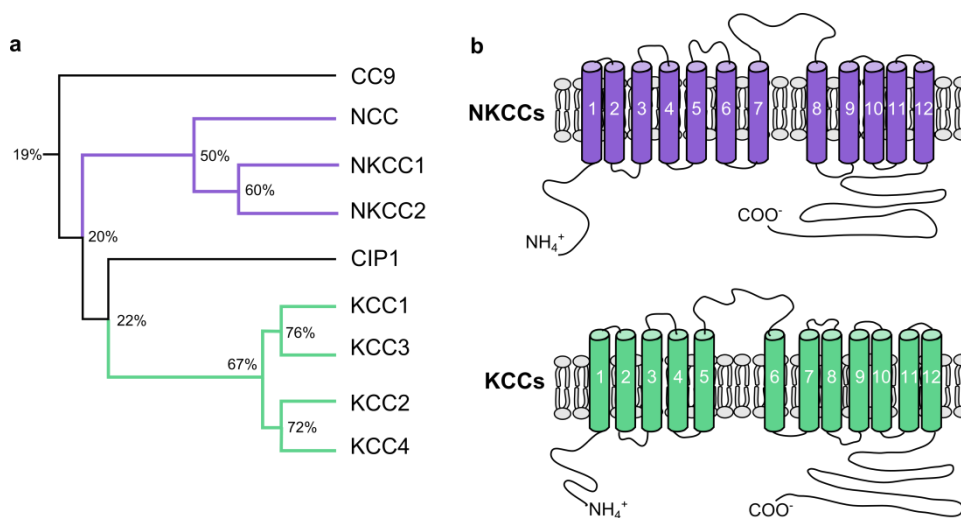 a
CC9
NCC
NKCC1
NKCC2
CIP1
KCC1
KCC3
KCC2
KCC4
19%
50%
60%
20%
22%
76%
67%
72%
b
NKCCs
1 2 3 4 5 6 7 8 9 10 11 12
NH₄⁺
COO⁻
KCCs
1 2 3 4 5 6 7 8 9 10 11 12
NH₄⁺
COO⁻